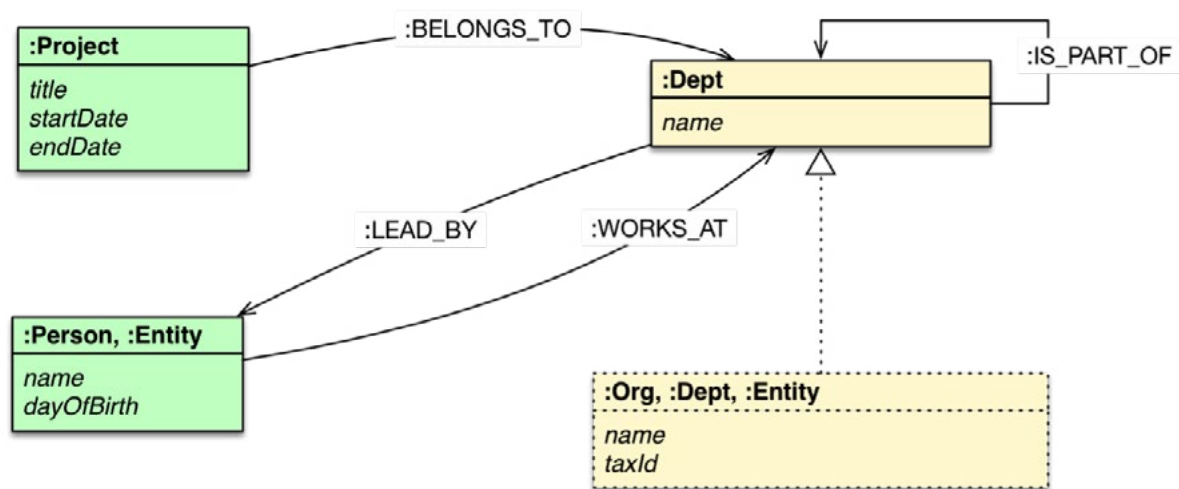 :Project
title
startDate
endDate
:BELONGS_TO
:Dept
name
:IS_PART_OF
:LEAD_BY
:WORKS_AT
:Person, :Entity
name
dayOfBirth
:Org, :Dept, :Entity
name
taxId